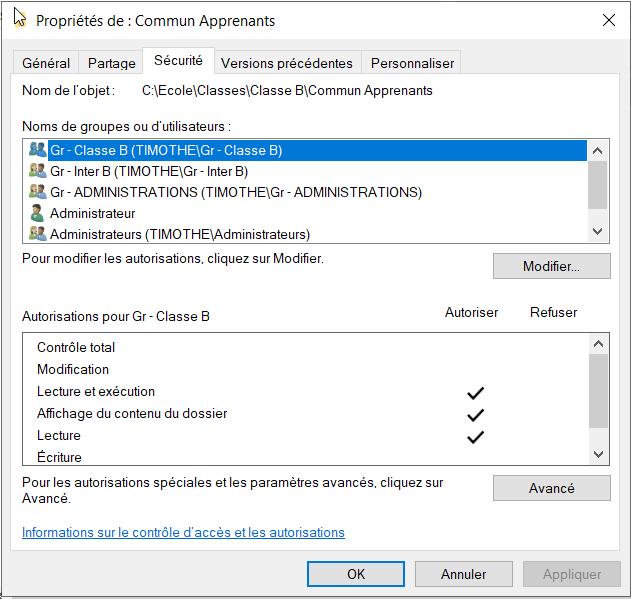 Propriétés de : Commun Apprenants
Général Partage Sécurité Versions précédentes Personnaliser
Nom de l'objet : C:\Ecole\Classes\Classe B\Commun Apprenants
Noms de groupes ou d'utilisateurs :
Gr - Classe B (TIMOTHE\Gr - Classe B)
Gr - Inter B (TIMOTHE\Gr - Inter B)
Gr - ADMINISTRATIONS (TIMOTHE\Gr - ADMINISTRATIONS)
Administrateur
Administrateurs (TIMOTHE\Administrateurs)
Pour modifier les autorisations, cliquez sur Modifier.
Modifier...
Autorisations pour Gr - Classe B Autoriser Refuser
Contrôle total
Modification
Lecture et exécution
Affichage du contenu du dossier
Lecture
Écriture
Pour les autorisations spéciales et les paramètres avancés, cliquez sur
Avancé.
Avancé
Informations sur le contrôle d'accès et les autorisations
OK Annuler Appliquer